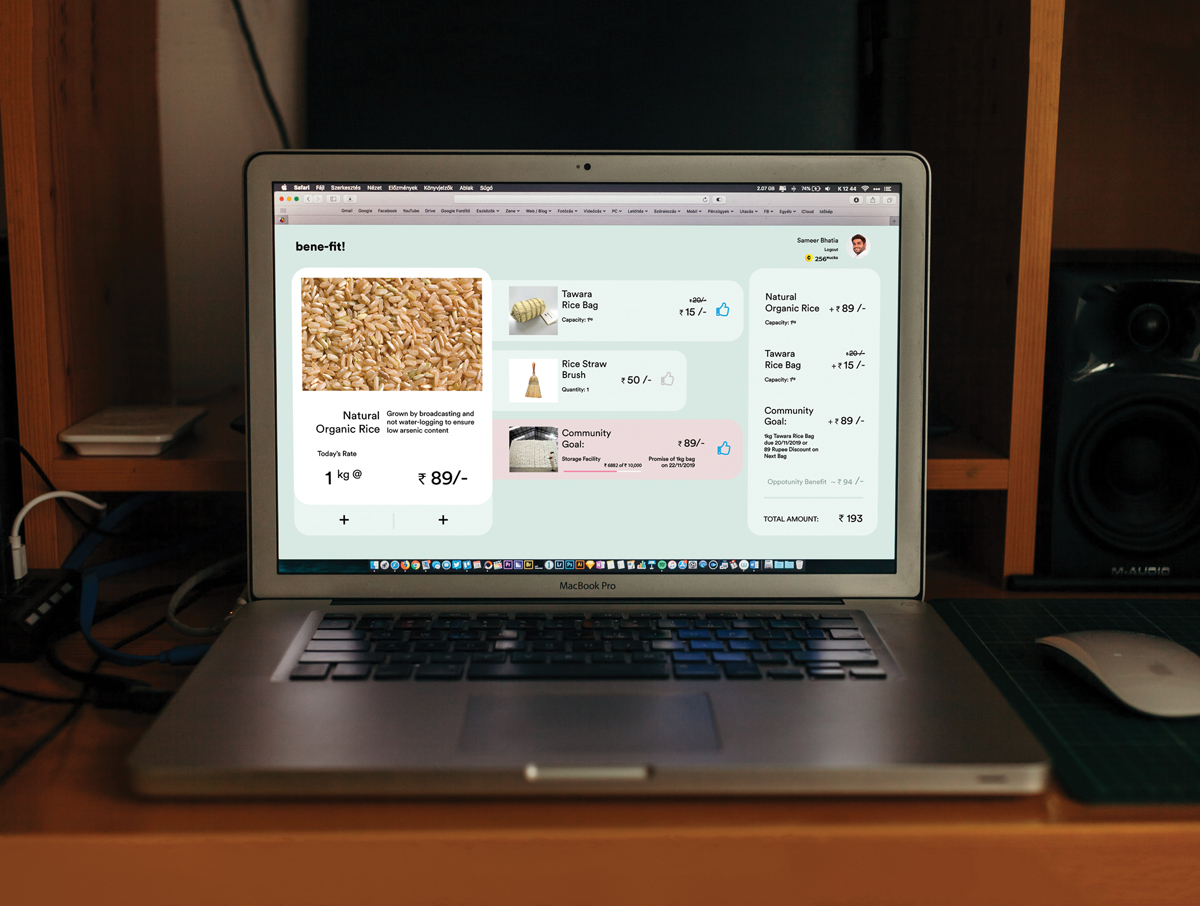 Safari Fájl Szerkesztés Nézet Előzmények Könyvjelzők Ablak Súgó
2.07 GB 74% K 12 44
Gmail Google Facebook YouTube Drive Google Fordító Eszközök Zene Web / Blog Fotózás Videózás PC Letöltés Szórakozás Mobil Pénzügyek Utazás FB Egyéb iCloud Időkép
bene-fit!
Sameer Bhatia
Logout
256
Natural
Organic Rice
Grown by broadcasting and
not water-logging to ensure
low arsenic content
Today's Rate
1 kg @
₹ 89/-
+ +
Tawara
Rice Bag
Capacity: 1kg
₹20/-
₹ 15 /-
Rice Straw
Brush
Quantity: 1
₹ 50 /-
Community
Goal:
Storage Facility
₹ 6892 of ₹ 10,000
₹ 89/-
Promise of 1kg bag
on 22/11/2019
Natural
Organic Rice
Capacity: 1kg
+ ₹ 89 /-
Tawara
Rice Bag
Capacity: 1kg
₹20/-
+ ₹ 15 /-
Community
Goal:
+ ₹ 89 /-
1kg Tawara Rice Bag
due 20/11/2019 or
89 Rupee Discount on
Next Bag
Oppotunity Benefit – ₹ 94 /-
TOTAL AMOUNT: ₹ 193
MacBook Pro
M-AUDIO